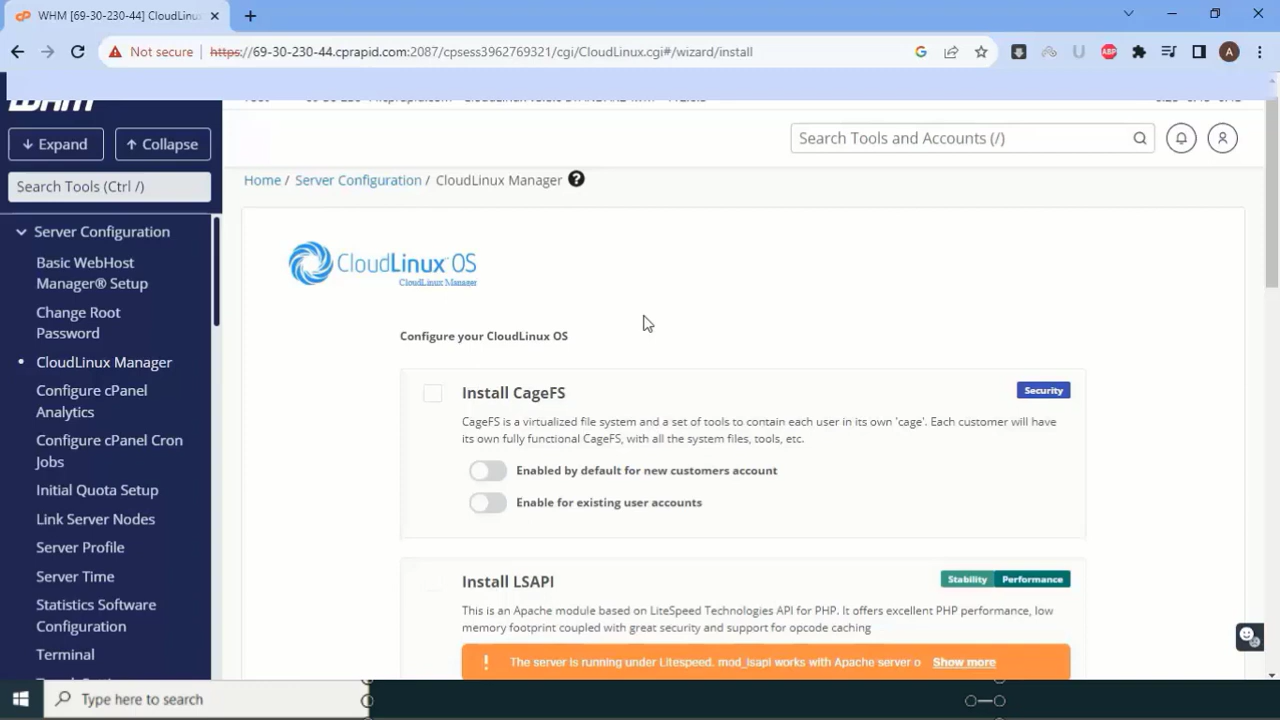 WHM [69-30-230-44] CloudLinux
Not secure
https://69-30-230-44.cprapid.com:2087/cpsess3962769321/cgi/CloudLinux.cgi#/wizard/install
ABP
A
WHM
Expand
Collapse
Search Tools and Accounts (/)
Search Tools (Ctrl /)
Home / Server Configuration / CloudLinux Manager
Server Configuration
Basic WebHost
Manager® Setup
Change Root
Password
CloudLinux Manager
Configure cPanel
Analytics
Configure cPanel Cron
Jobs
Initial Quota Setup
Link Server Nodes
Server Profile
Server Time
Statistics Software
Configuration
Terminal
CloudLinux OS
CloudLinux Manager
Configure your CloudLinux OS
Install CageFS
Security
CageFS is a virtualized file system and a set of tools to contain each user in its own 'cage'. Each customer will have
its own fully functional CageFS, with all the system files, tools, etc.
Enabled by default for new customers account
Enable for existing user accounts
Install LSAPI
Stability Performance
This is an Apache module based on LiteSpeed Technologies API for PHP. It offers excellent PHP performance, low
memory footprint coupled with great security and support for opcode caching
! The server is running under Litespeed. mod_lsapi works with Apache server o Show more
Type here to search